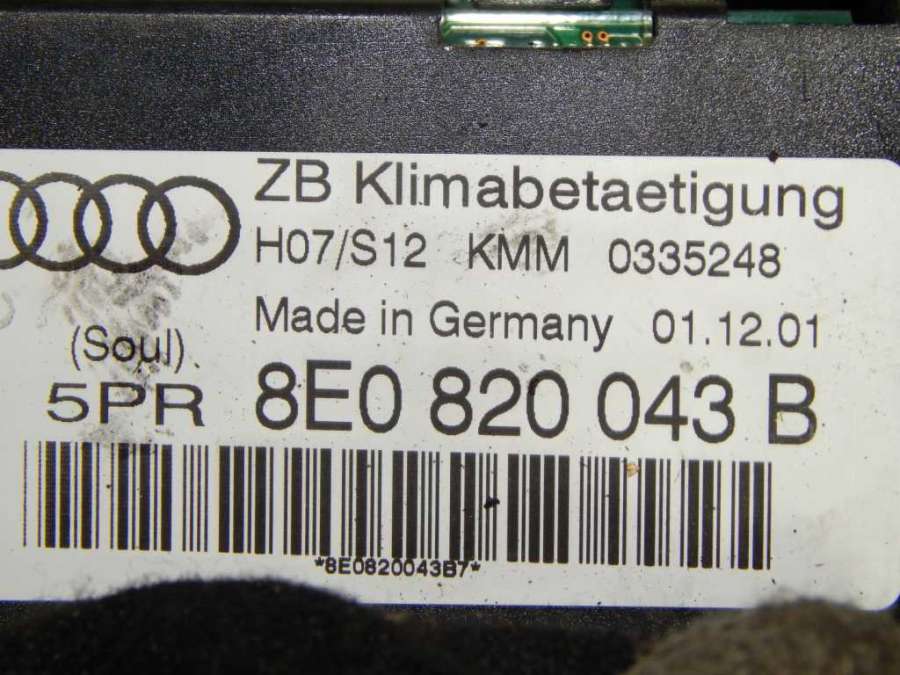 ZB Klimabetaetigung
H07/S12 KMM 0335248
Made in Germany 01.12.01
(Soul)
5PR 8E0 820 043 B
*8E0820043B7*